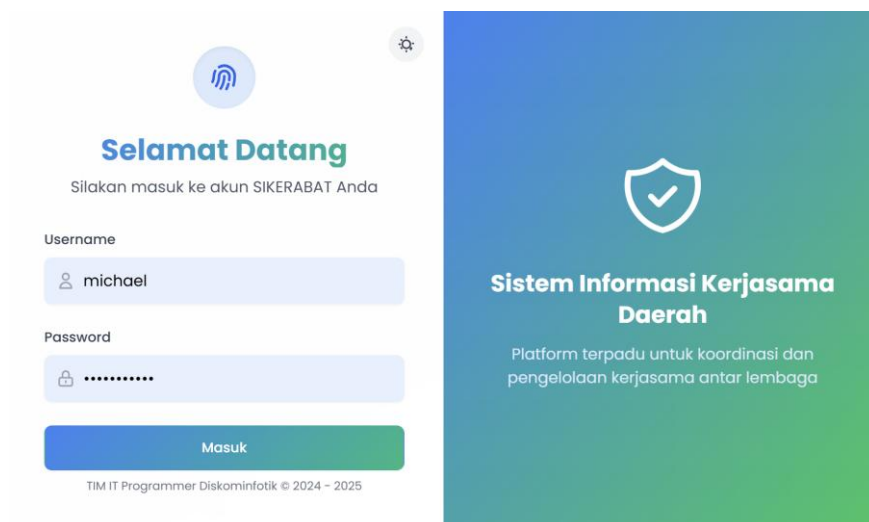 Selamat Datang
Silakan masuk ke akun SIKERABAT Anda
Username
michael
Password
•••••••••••
Masuk
TIM IT Programmer Diskominfotik © 2024 - 2025
Sistem Informasi Kerjasama
Daerah
Platform terpadu untuk koordinasi dan
pengelolaan kerjasama antar lembaga